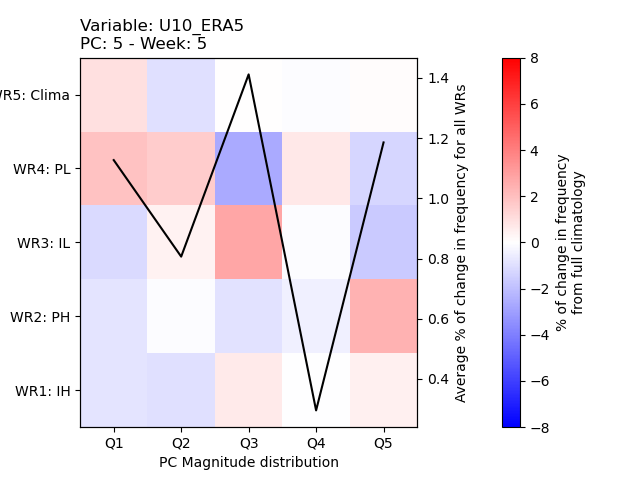 Variable: U10_ERA5
PC: 5 - Week: 5
WR5: Clima
WR4: PL
WR3: IL
WR2: PH
WR1: IH
Q1 Q2 Q3 Q4 Q5
PC Magnitude distribution
1.4
1.2
1.0
0.8
0.6
0.4
Average % of change in frequency for all WRs
8
6
4
2
0
−2
−4
−6
−8
% of change in frequency
from full climatology